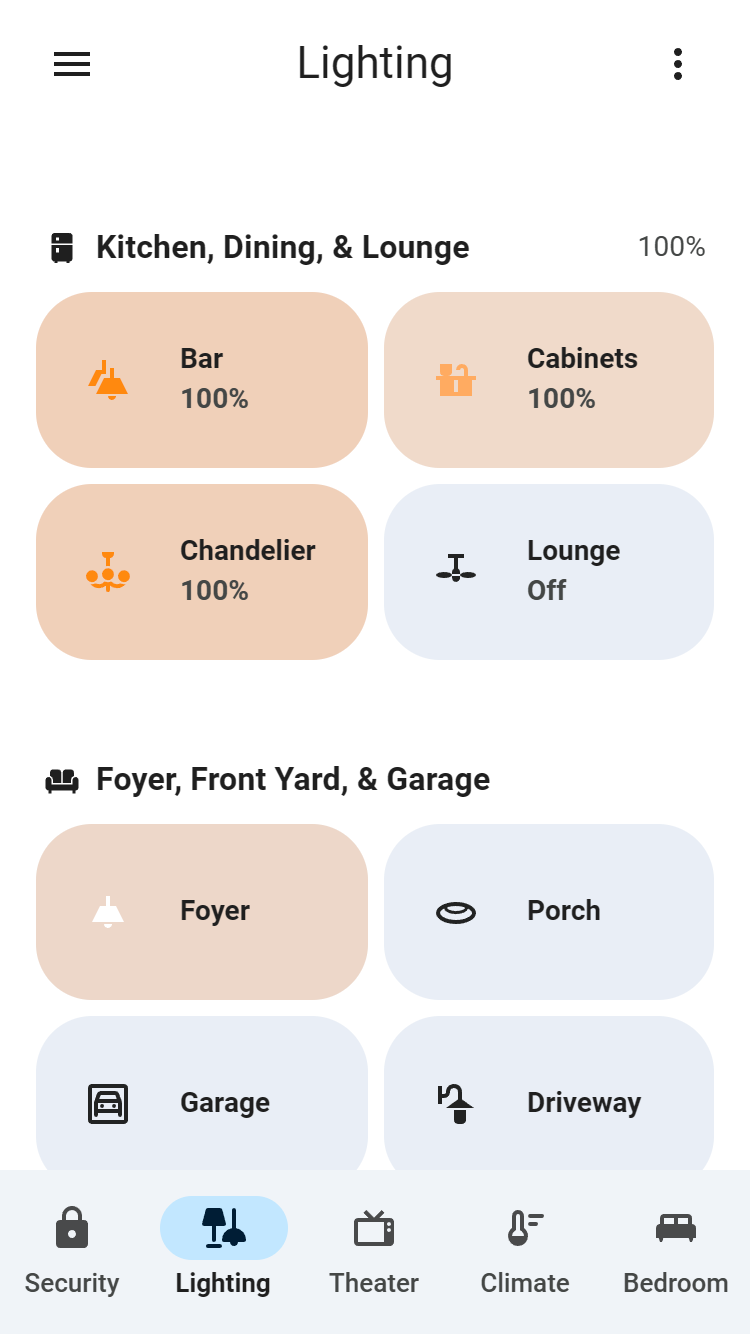 Lighting
Kitchen, Dining, & Lounge 100%
Bar
100%
Cabinets
100%
Chandelier
100%
Lounge
Off
Foyer, Front Yard, & Garage
Foyer
Porch
Garage
Driveway
Security
Lighting
Theater
Climate
Bedroom